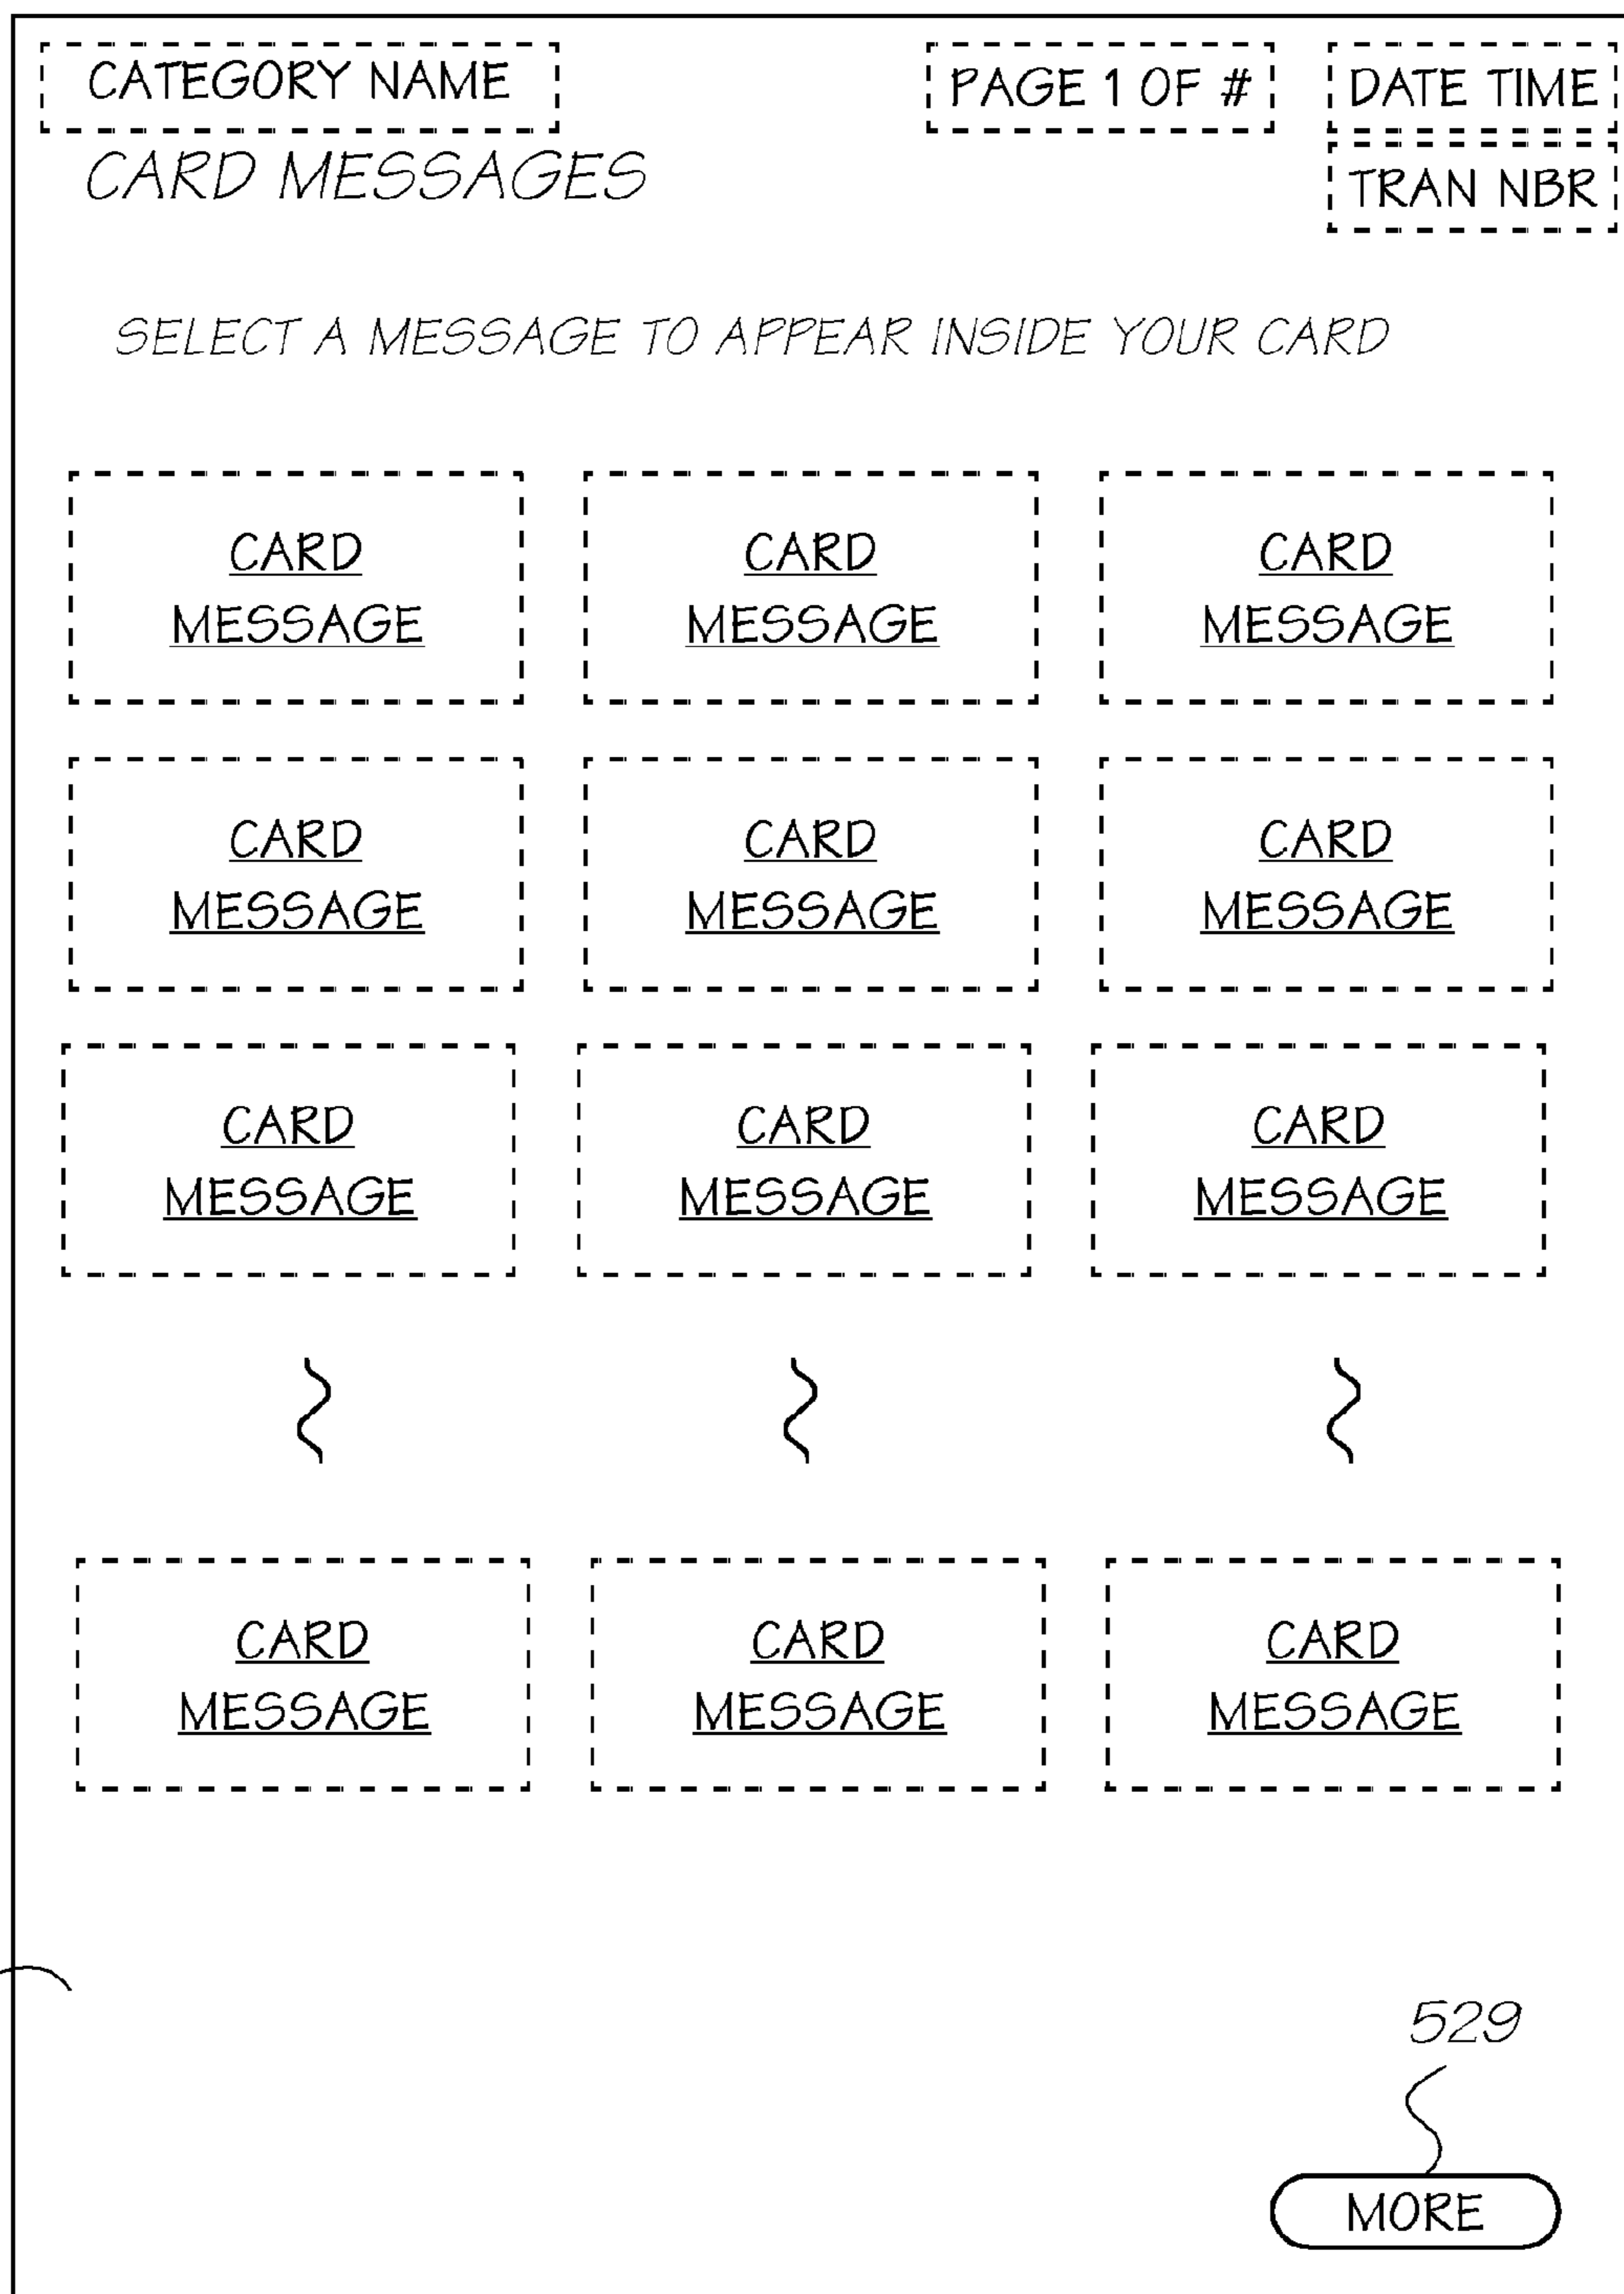 CATEGORY NAME
PAGE 1 OF #
DATE TIME
CARD MESSAGES
TRAN NBR
SELECT A MESSAGE TO APPEAR INSIDE YOUR CARD
CARD MESSAGE
CARD MESSAGE
CARD MESSAGE
CARD MESSAGE
CARD MESSAGE
CARD MESSAGE
CARD MESSAGE
CARD MESSAGE
CARD MESSAGE
CARD MESSAGE
CARD MESSAGE
CARD MESSAGE
529
MORE